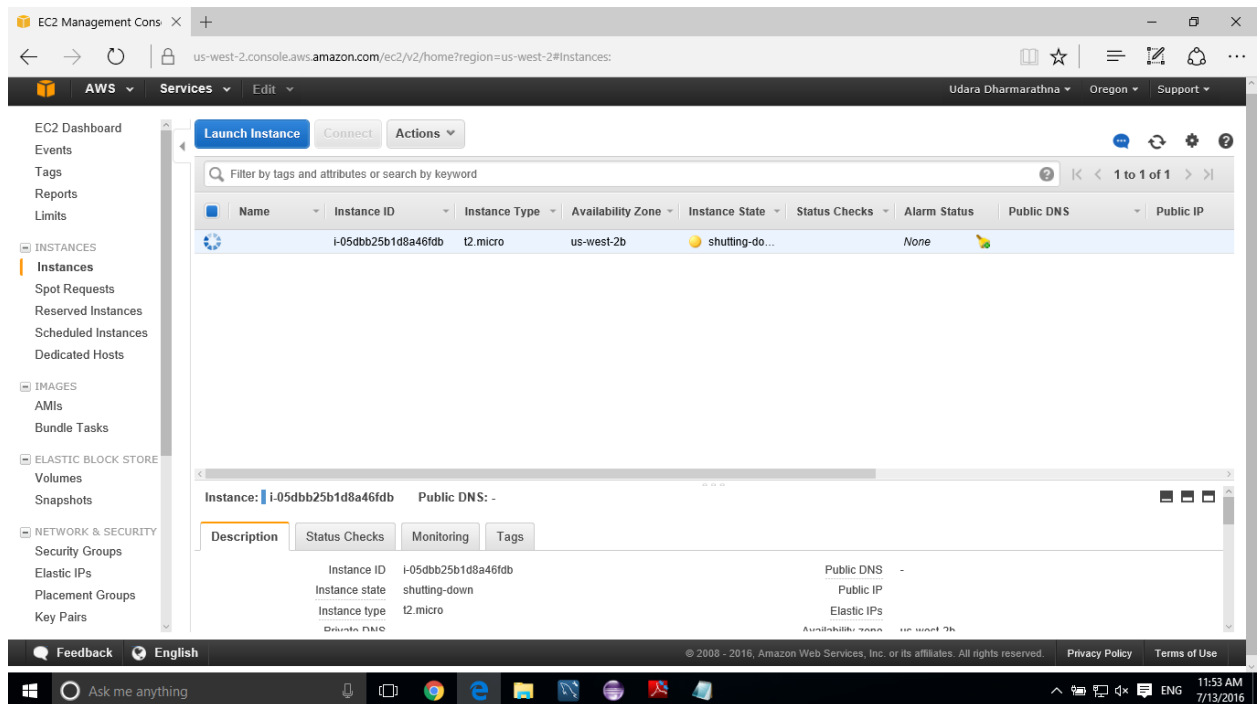 EC2 Management Cons
us-west-2.console.aws.amazon.com/ec2/v2/home?region=us-west-2#Instances:
AWS Services Edit Udara Dharmarathna Oregon Support
EC2 Dashboard
Events
Tags
Reports
Limits
INSTANCES
Instances
Spot Requests
Reserved Instances
Scheduled Instances
Dedicated Hosts
IMAGES
AMIs
Bundle Tasks
ELASTIC BLOCK STORE
Volumes
Snapshots
NETWORK & SECURITY
Security Groups
Elastic IPs
Placement Groups
Key Pairs
Launch Instance Connect Actions
Filter by tags and attributes or search by keyword 1 to 1 of 1
Name Instance ID Instance Type Availability Zone Instance State Status Checks Alarm Status Public DNS Public IP
i-05dbb25b1d8a46fdb t2.micro us-west-2b shutting-do... None
Instance: i-05dbb25b1d8a46fdb Public DNS: -
Description Status Checks Monitoring Tags
Instance ID i-05dbb25b1d8a46fdb Public DNS -
Instance state shutting-down Public IP
Instance type t2.micro Elastic IPs
Private DNS Availability zone us-west-2b
Feedback English © 2008 - 2016, Amazon Web Services, Inc. or its affiliates. All rights reserved. Privacy Policy Terms of Use
Ask me anything ENG 11:53 AM
7/13/2016